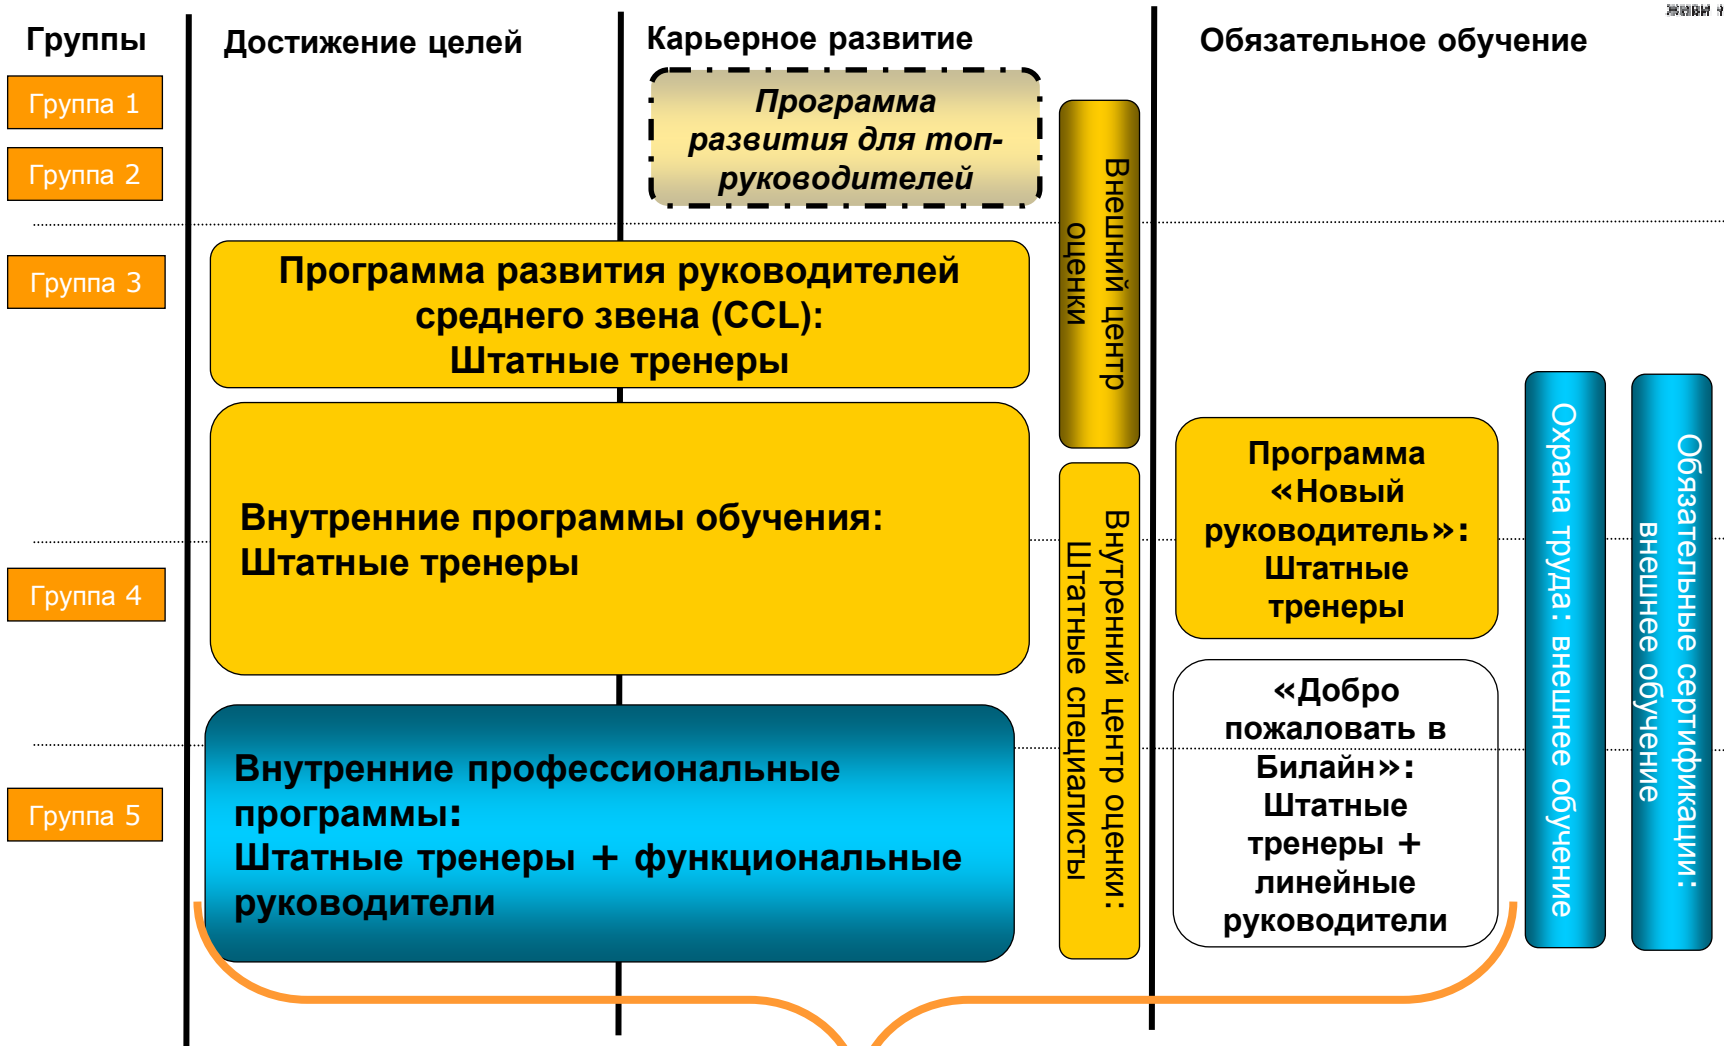 Группы
Достижение целей
Карьерное развитие
Обязательное обучение
Группа 1
Группа 2
Группа 3
Группа 4
Группа 5
Программа
развития для топ-
руководителей
Внешний центр
оценки
Программа развития руководителей
среднего звена (CCL):
Штатные тренеры
Внутренние программы обучения:
Штатные тренеры
Внутренние профессиональные
программы:
Штатные тренеры + функциональные
руководители
Внутренний центр оценки:
Штатные специалисты
Программа
«Новый
руководитель»:
Штатные
тренеры
«Добро
пожаловать в
Билайн»:
Штатные
тренеры +
линейные
руководители
Охрана труда: внешнее обучение
Обязательные сертификации:
внешнее обучение